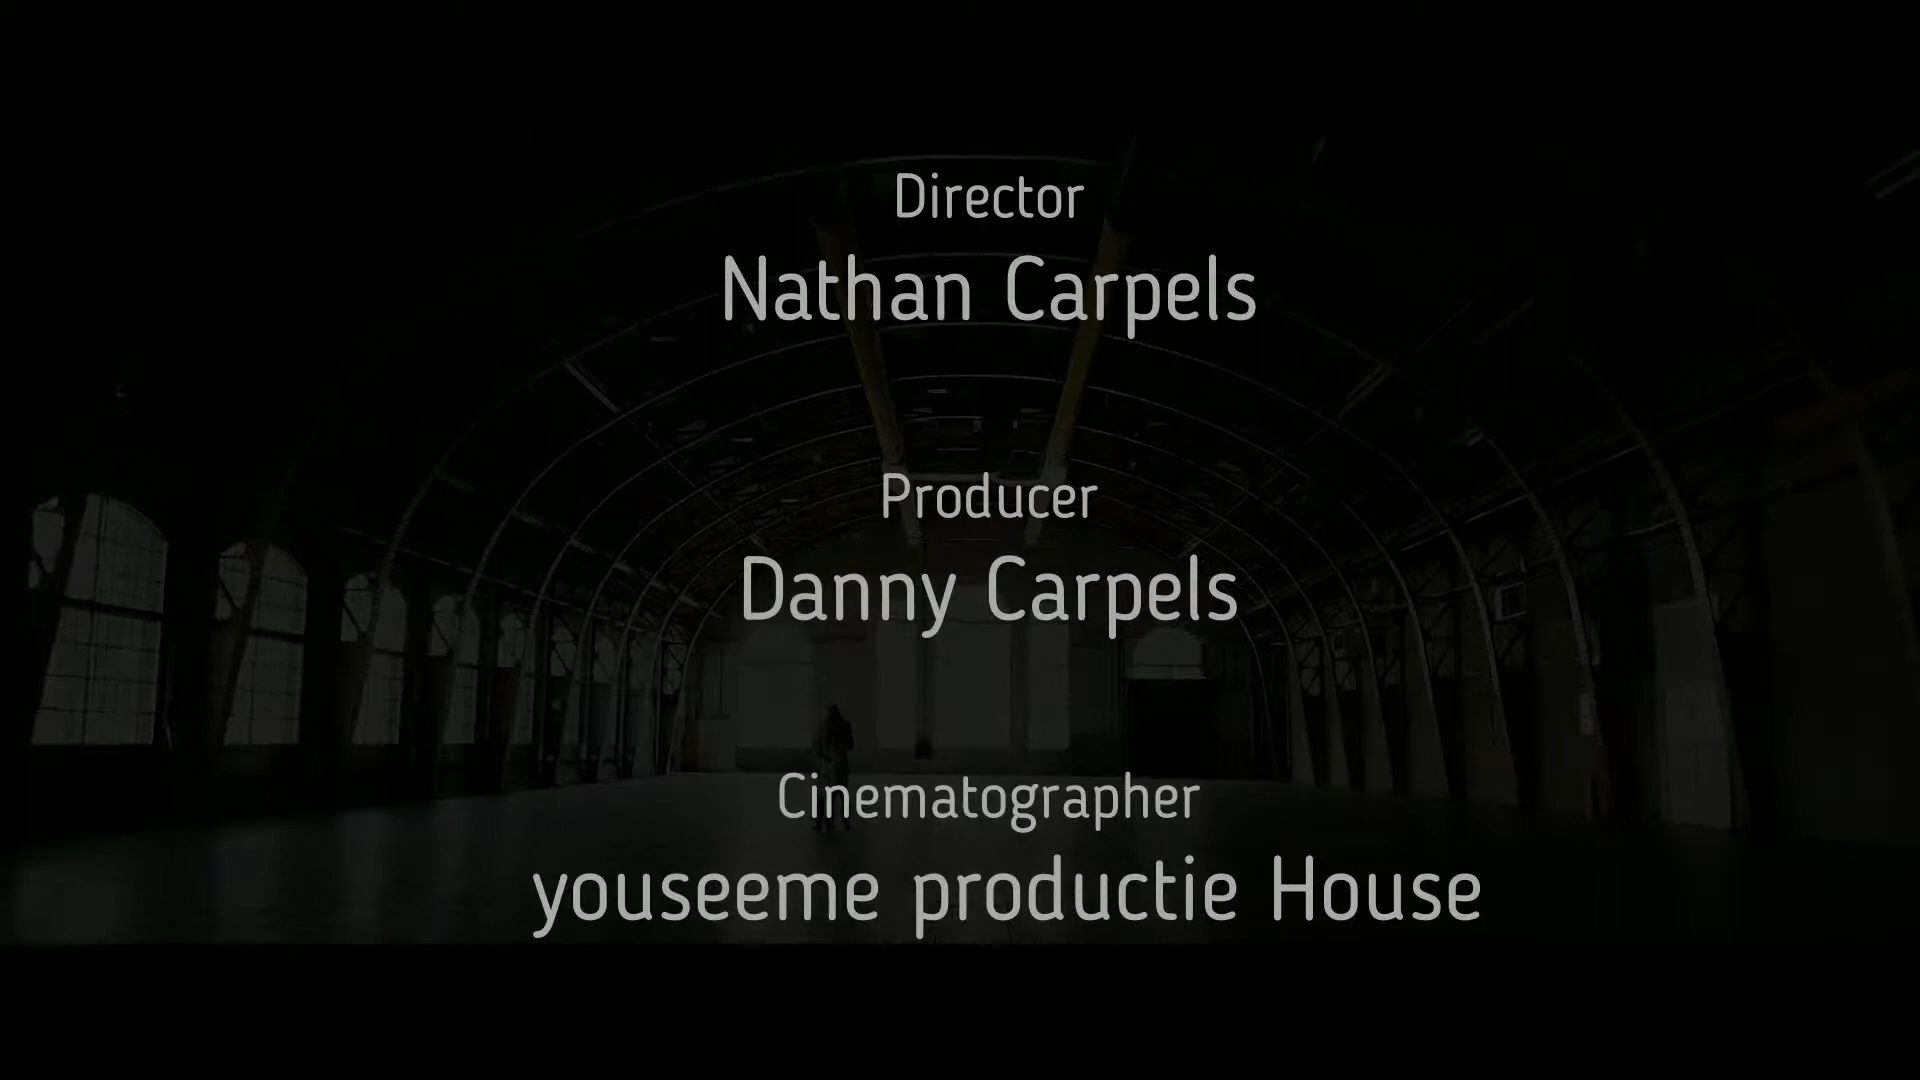 Director
Nathan Carpels
Producer
Danny Carpels
Cinematographer
youseeme productie House